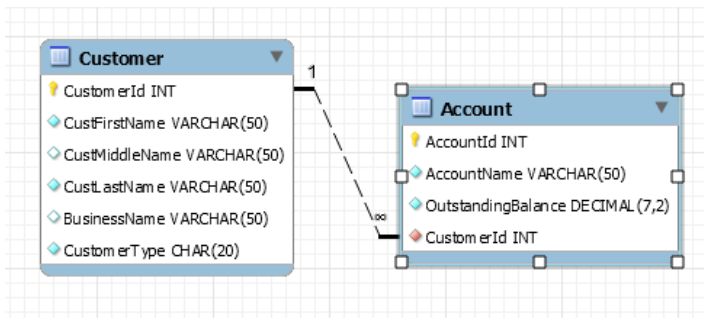 Customer
CustomerId INT
CustFirstName VARCHAR(50)
CustMiddleName VARCHAR(50)
CustLastName VARCHAR(50)
BusinessName VARCHAR(50)
CustomerType CHAR(20)
1
∞
Account
AccountId INT
AccountName VARCHAR(50)
OutstandingBalance DECIMAL(7,2)
CustomerId INT